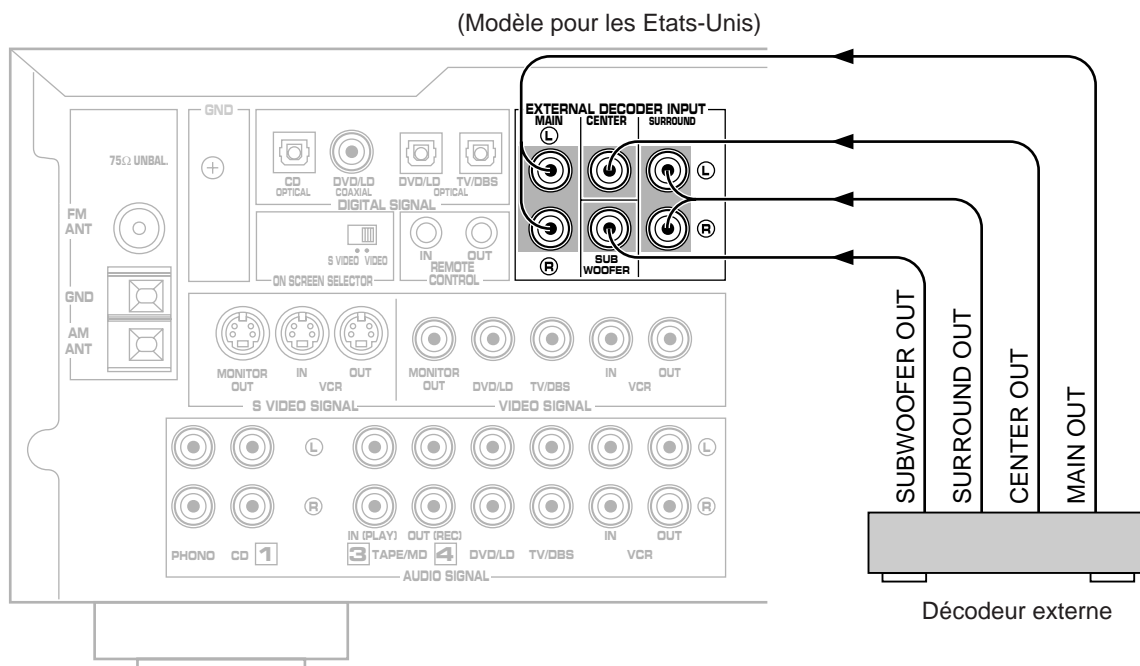 (Modèle pour les Etats-Unis)
GND
75Ω UNBAL.
FM
ANT
GND
AM
ANT
CD
OPTICAL
DVD/LD
COAXIAL
DVD/LD
TV/DBS
OPTICAL
DIGITAL SIGNAL
S VIDEO VIDEO
ON SCREEN SELECTOR
IN
OUT
REMOTE
CONTROL
EXTERNAL DECODER INPUT
MAIN
CENTER
SURROUND
L
L
R
R
SUB
WOOFER
MONITOR
OUT
IN
OUT
VCR
S VIDEO SIGNAL
MONITOR
OUT
DVD/LD
TV/DBS
IN
OUT
VCR
VIDEO SIGNAL
L
L
R
R
PHONO
CD 1
IN (PLAY)
OUT (REC)
3 TAPE/MD 4
DVD/LD
TV/DBS
IN
OUT
VCR
AUDIO SIGNAL
SUBWOOFER OUT
SURROUND OUT
CENTER OUT
MAIN OUT
Décodeur externe